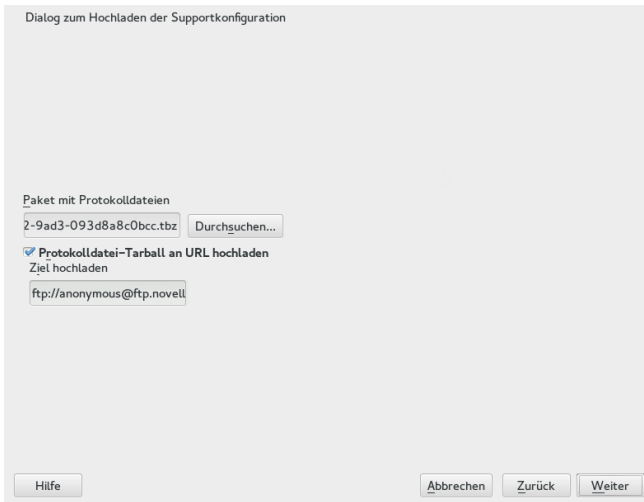 Dialog zum Hochladen der Supportkonfiguration
Paket mit Protokolldateien
2-9ad3-093d8a8c0bcc.tbz Durchsuchen...
Protokolldatei-Tarball an URL hochladen
Ziel hochladen
ftp://anonymous@ftp.novell
Hilfe Abbrechen Zurück Weiter